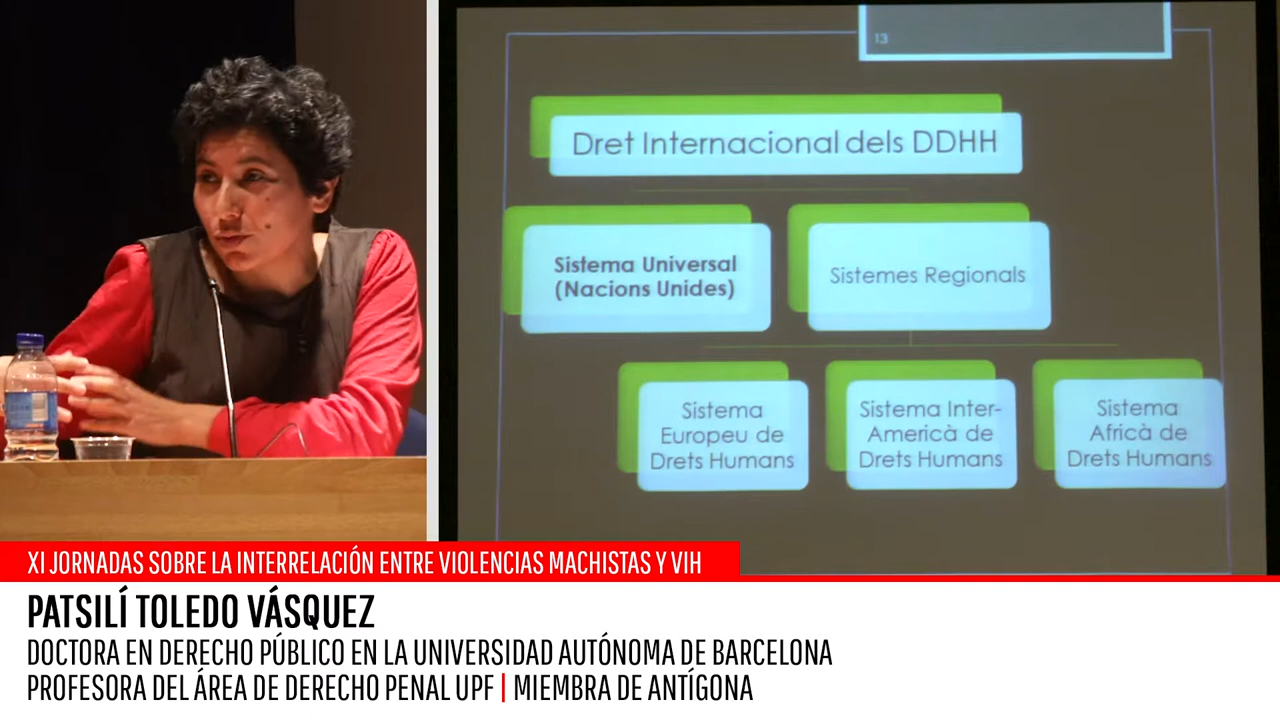 13
Dret Internacional dels DDHH
Sistema Universal
(Nacions Unides)
Sistemes Regionals
Sistema
Europeu de
Drets Humans
Sistema Inter-
Americà de
Drets Humans
Sistema
Africà de
Drets Humans
XI JORNADAS SOBRE LA INTERRELACIÓN ENTRE VIOLENCIAS MACHISTAS Y VIH
PATSILÍ TOLEDO VÁSQUEZ
DOCTORA EN DERECHO PÚBLICO EN LA UNIVERSIDAD AUTÓNOMA DE BARCELONA
PROFESORA DEL ÁREA DE DERECHO PENAL UPF | MIEMBRA DE ANTÍGONA